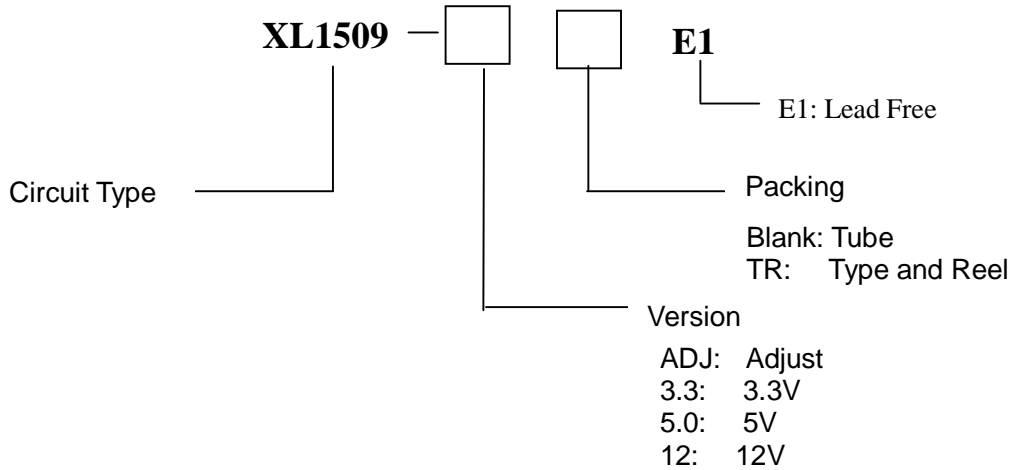 XL1509 — E1
E1: Lead Free
Circuit Type
Packing
Blank: Tube
TR: Type and Reel
Version
ADJ: Adjust
3.3: 3.3V
5.0: 5V
12: 12V